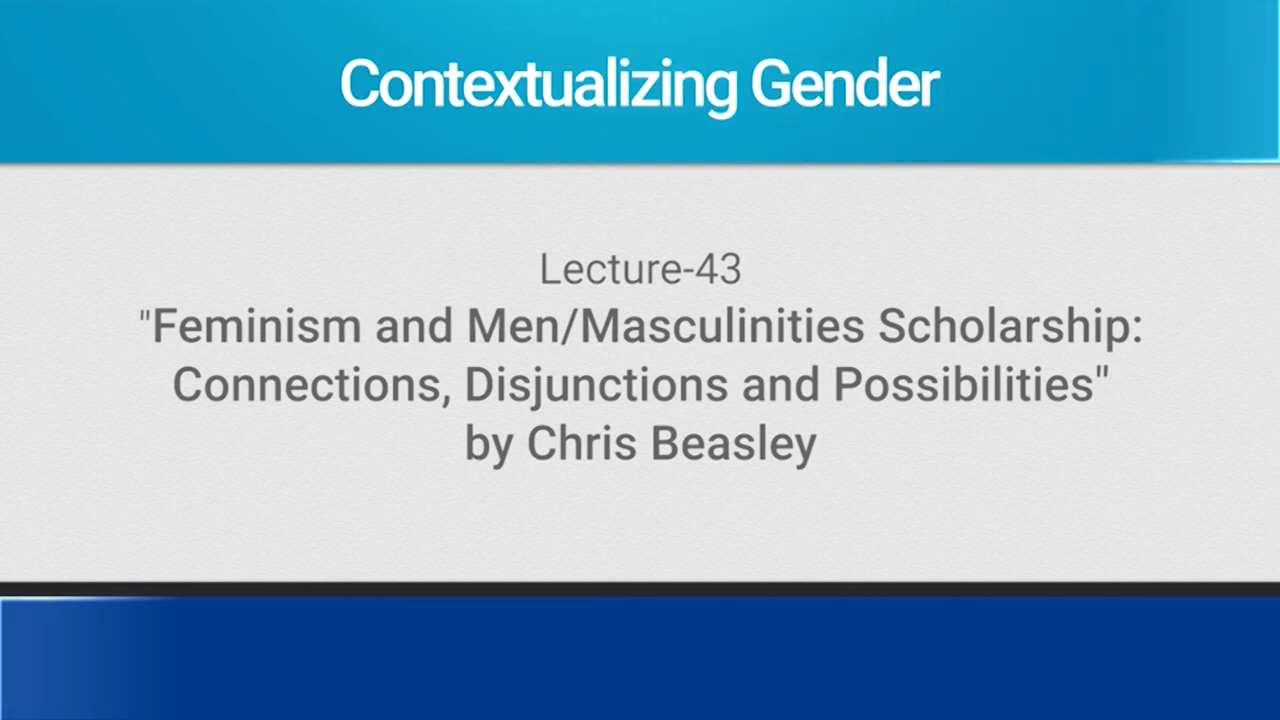 Contextualizing Gender
Lecture-43
"Feminism and Men/Masculinities Scholarship:
Connections, Disjunctions and Possibilities"
by Chris Beasley